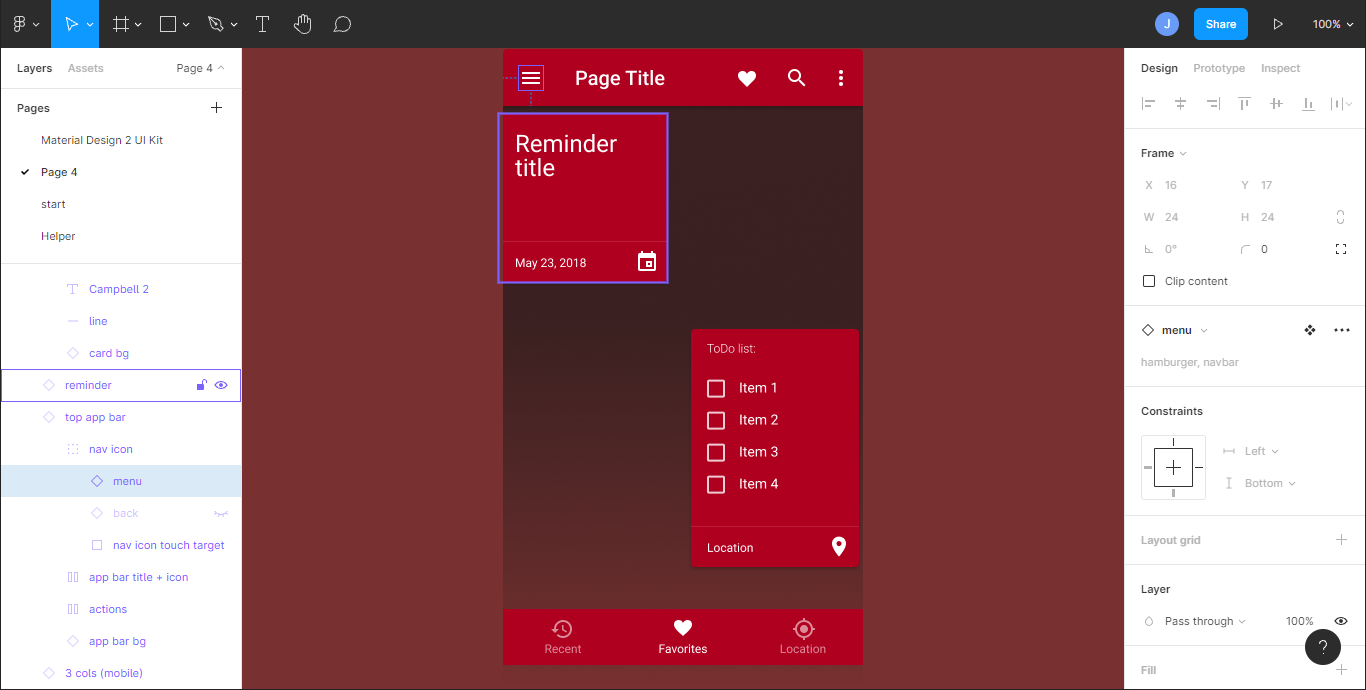 J
Share
100%
Layers
Assets
Page 4
Pages
Material Design 2 UI Kit
Page 4
start
Helper
Campbell 2
line
card bg
reminder
top app bar
nav icon
menu
back
nav icon touch target
app bar title + icon
actions
app bar bg
3 cols (mobile)
Page Title
Reminder
title
May 23, 2018
ToDo list:
Item 1
Item 2
Item 3
Item 4
Location
Recent
Favorites
Location
Design
Prototype
Inspect
Frame
X 16
Y 17
W 24
H 24
0°
0
Clip content
menu
hamburger, navbar
Constraints
Left
Bottom
Layout grid
Layer
Pass through
100%
?
Fill